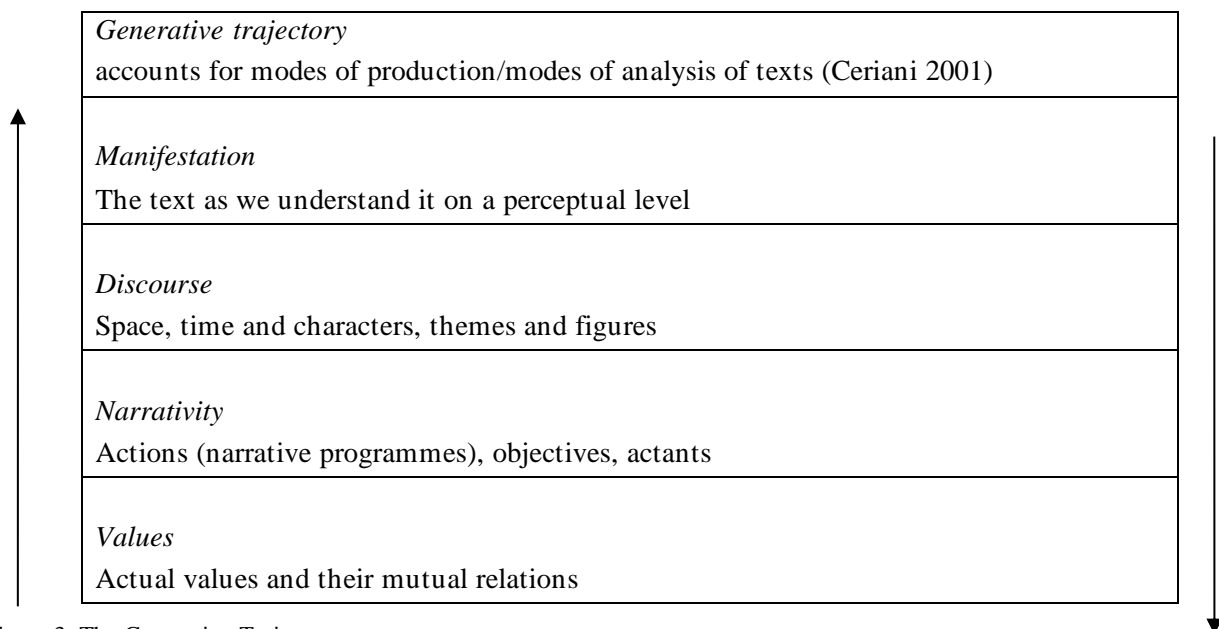 Generative trajectory
accounts for modes of production/modes of analysis of texts (Ceriani 2001)
Manifestation
The text as we understand it on a perceptual level
Discourse
Space, time and characters, themes and figures
Narrativity
Actions (narrative programmes), objectives, actants
Values
Actual values and their mutual relations